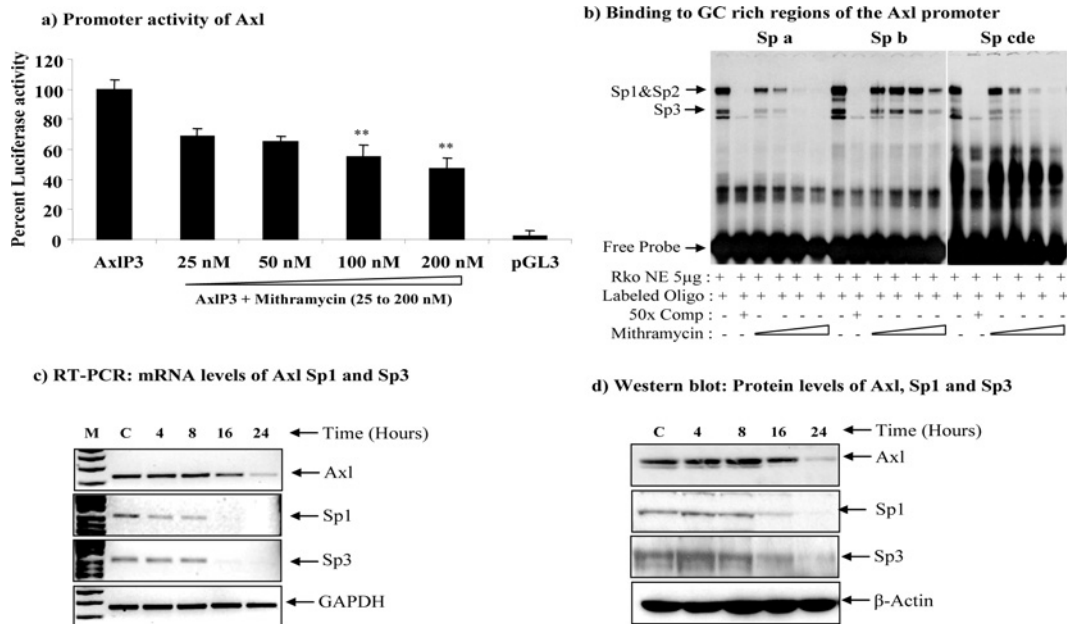 a) Promoter activity of Axl
Percent Luciferase activity
120
100
80
60
40
20
0
** **
AxlP3 25 nM 50 nM 100 nM 200 nM pGL3
AxlP3 + Mithramycin (25 to 200 nM)
b) Binding to GC rich regions of the Axl promoter
Sp a Sp b Sp cde
Sp1&Sp2
Sp3
Free Probe
Rko NE 5µg : + + + + + + + + + + + + + + + + + +
Labeled Oligo : + + + + + + + + + + + + + + + + + +
50x Comp : - + - - - - - + - - - - - + - - - -
Mithramycin : - - - - - -
c) RT-PCR: mRNA levels of Axl Sp1 and Sp3
M C 4 8 16 24 Time (Hours)
Axl
Sp1
Sp3
GAPDH
d) Western blot: Protein levels of Axl, Sp1 and Sp3
C 4 8 16 24 Time (Hours)
Axl
Sp1
Sp3
β-Actin